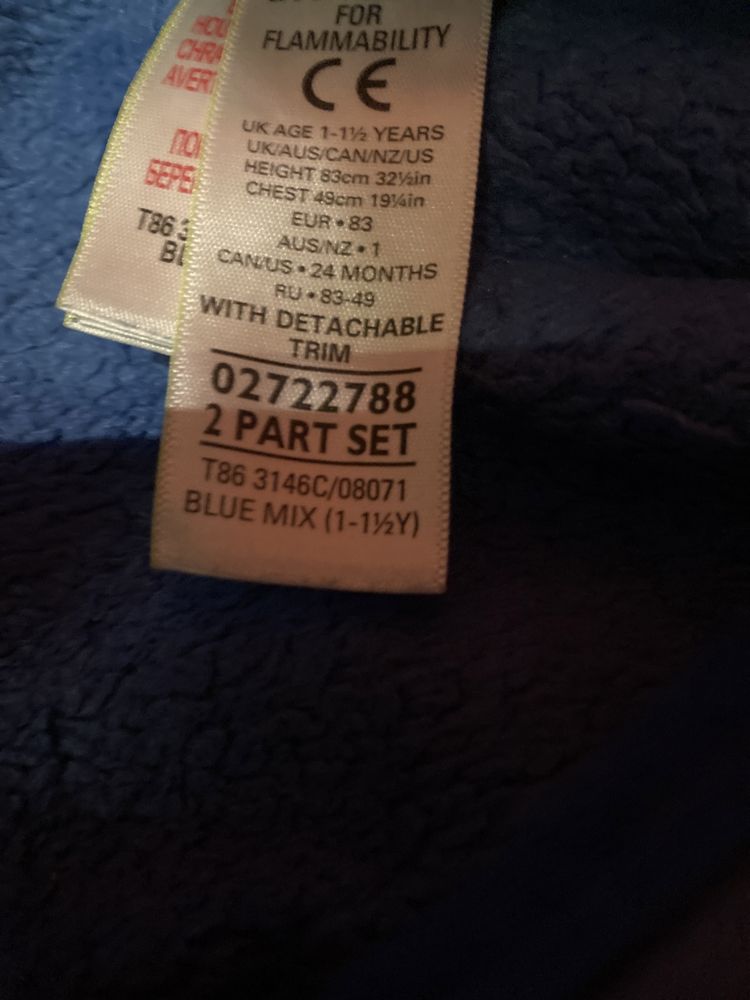 FOR
FLAMMABILITY
CE
UK AGE 1-1½ YEARS
UK/AUS/CAN/NZ/US
HEIGHT 83cm 32½in
CHEST 49cm 19¼in
EUR • 83
AUS/NZ • 1
CAN/US • 24 MONTHS
RU • 83-49
WITH DETACHABLE
TRIM
02722788
2 PART SET
T86 3146C/08071
BLUE MIX (1-1½Y)
T86 3